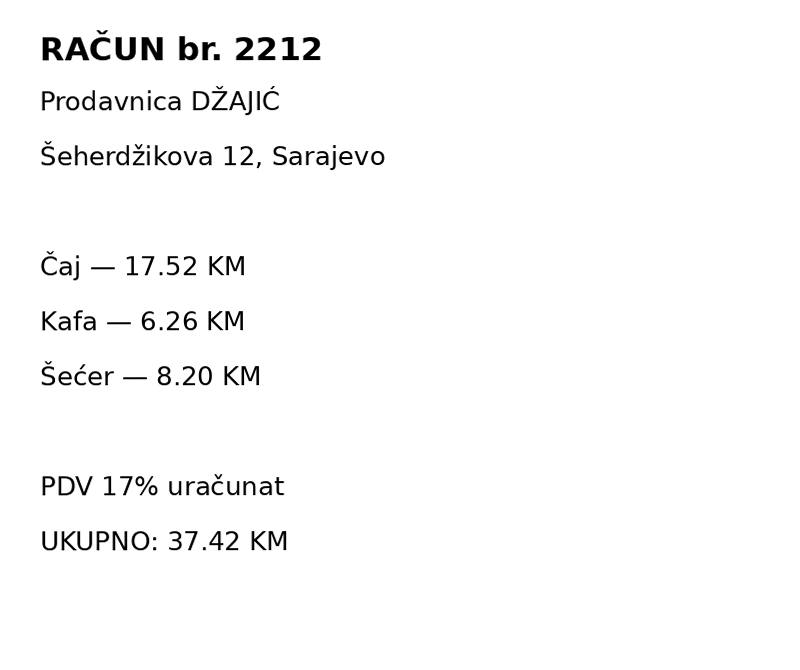 RAČUN br. 2212
Prodavnica DŽAJIĆ
Šeherdžikova 12, Sarajevo
Čaj — 17.52 KM
Kafa — 6.26 KM
Šećer — 8.20 KM
PDV 17% uračunat
UKUPNO: 37.42 KM